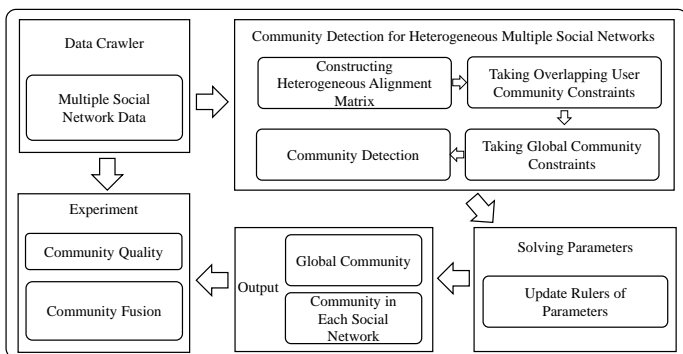 Data Crawler
Multiple Social
Network Data
Community Detection for Heterogeneous Multiple Social Networks
Constructing
Heterogeneous Alignment
Matrix
Taking Overlapping User
Community Constraints
Community Detection
Taking Global Community
Constraints
Experiment
Community Quality
Community Fusion
Output
Global Community
Community in
Each Social
Network
Solving Parameters
Update Rulers of
Parameters